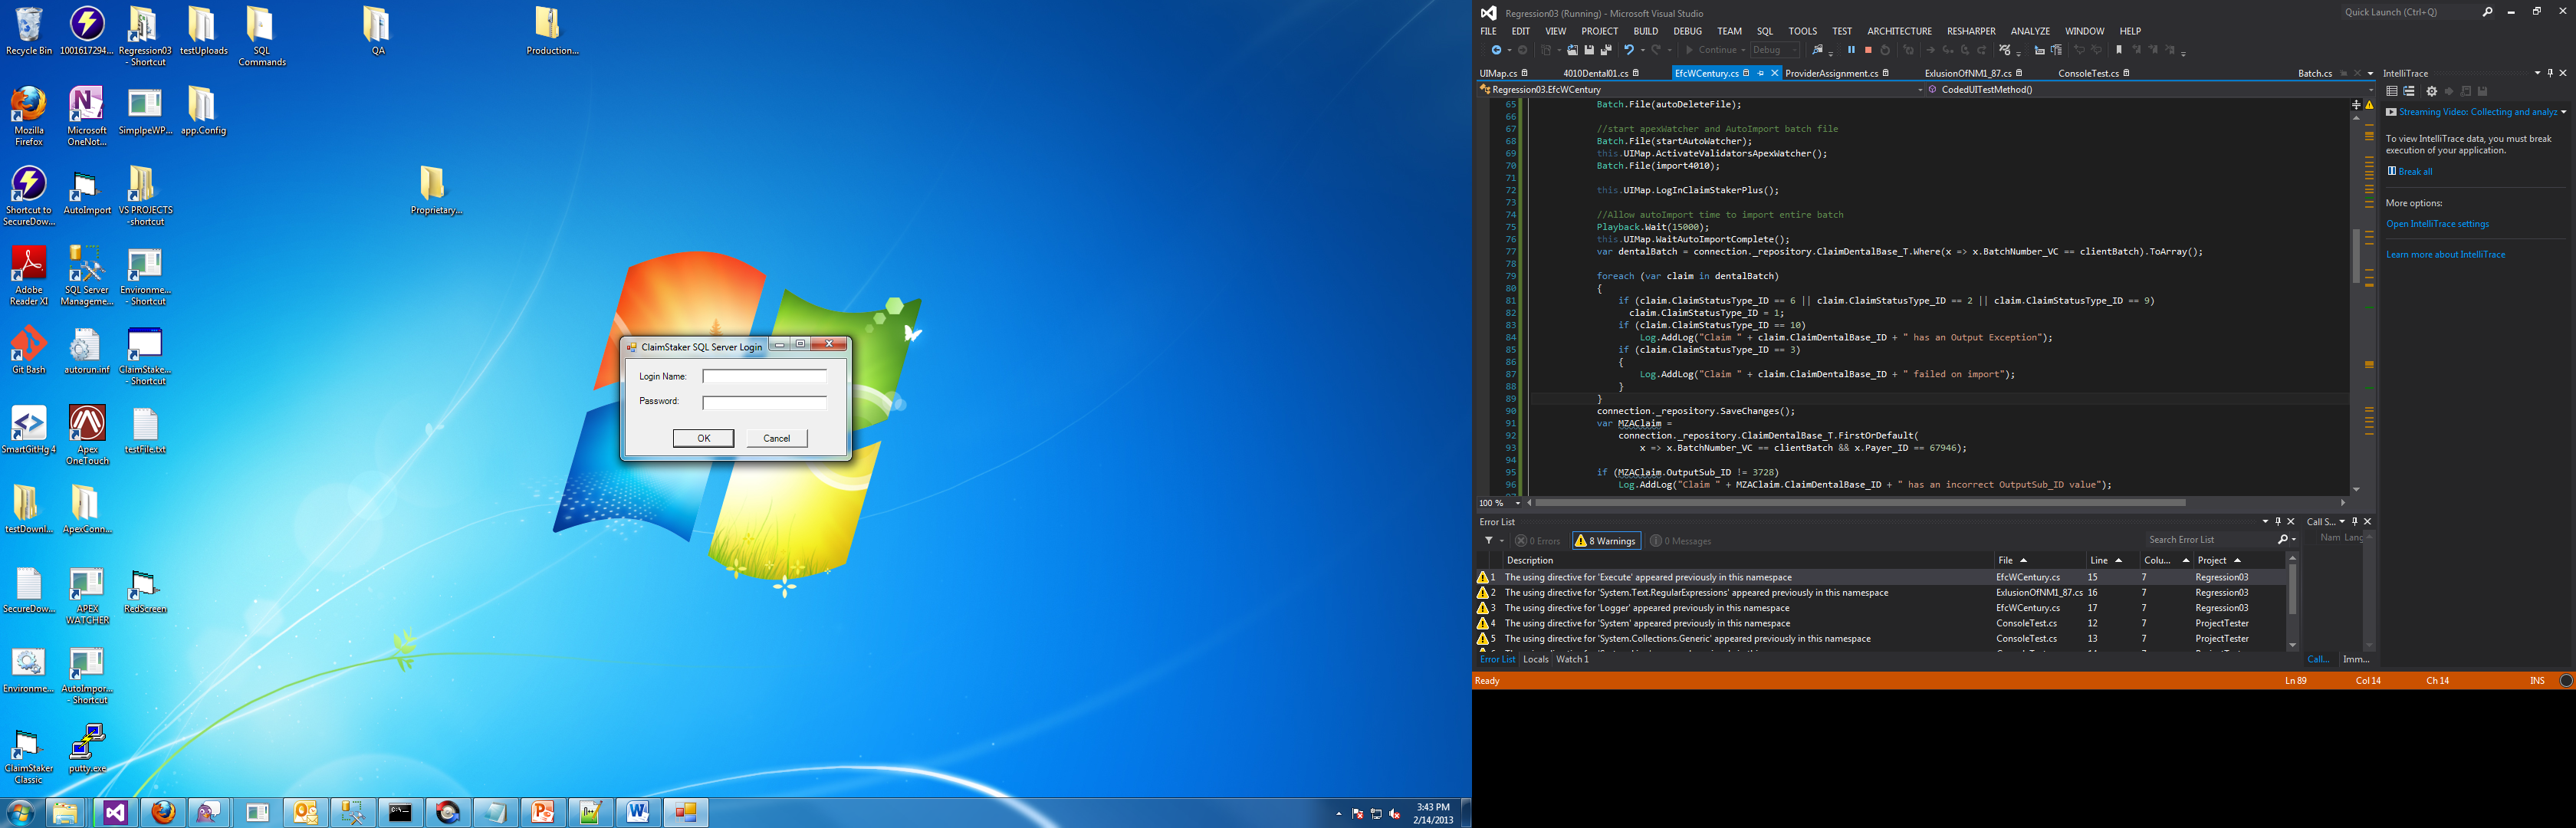 Recycle Bin
1001617294...
Regression03 - Shortcut
testUploads
SQL Commands
QA
Production...
Mozilla Firefox
Microsoft OneNot...
SimplpeWP...
app.Config
Shortcut to SecureDow...
AutoImport
VS PROJECTS -shortcut
Proprietary...
Adobe Reader XI
SQL Server Manageme...
Environme... - Shortcut
Git Bash
autorun.inf
ClaimStake... - Shortcut
SmartGitHg 4
Apex OneTouch
testFile.txt
testDownl...
ApexConn...
SecureDow...
APEX WATCHER
RedScreen
Environme...
AutoImpor... - Shortcut
ClaimStaker Classic
putty.exe
ClaimStaker SQL Server Login
Login Name:
Password:
OK Cancel
3:43 PM
2/14/2013
Regression03 (Running) - Microsoft Visual Studio
Quick Launch (Ctrl+Q)
FILE EDIT VIEW PROJECT BUILD DEBUG TEAM SQL TOOLS TEST ARCHITECTURE RESHARPER ANALYZE WINDOW HELP
Continue Debug
UIMap.cs 4010Dental01.cs EfcWCentury.cs ProviderAssignment.cs ExlusionOfNM1_87.cs ConsoleTest.cs Batch.cs
Regression03.EfcWCentury CodedUITestMethod()
65 Batch.File(autoDeleteFile);
66
67 //start apexWatcher and AutoImport batch file
68 Batch.File(startAutoWatcher);
69 this.UIMap.ActivateValidatorsApexWatcher();
70 Batch.File(import4010);
71
72 this.UIMap.LogInClaimStakerPlus();
73
74 //Allow autoImport time to import entire batch
75 Playback.Wait(15000);
76 this.UIMap.WaitAutoImportComplete();
77 var dentalBatch = connection._repository.ClaimDentalBase_T.Where(x => x.BatchNumber_VC == clientBatch).ToArray();
78
79 foreach (var claim in dentalBatch)
80 {
81 if (claim.ClaimStatusType_ID == 6 || claim.ClaimStatusType_ID == 2 || claim.ClaimStatusType_ID == 9)
82 claim.ClaimStatusType_ID = 1;
83 if (claim.ClaimStatusType_ID == 10)
84 Log.AddLog("Claim " + claim.ClaimDentalBase_ID + " has an Output Exception");
85 if (claim.ClaimStatusType_ID == 3)
86 {
87 Log.AddLog("Claim " + claim.ClaimDentalBase_ID + " failed on import");
88 }
89 }
90 connection._repository.SaveChanges();
91 var MZAClaim =
92 connection._repository.ClaimDentalBase_T.FirstOrDefault(
93 x => x.BatchNumber_VC == clientBatch && x.Payer_ID == 67946);
94
95 if (MZAClaim.OutputSub_ID != 3728)
96 Log.AddLog("Claim " + MZAClaim.ClaimDentalBase_ID + " has an incorrect OutputSub_ID value");
100 %
IntelliTrace
Streaming Video: Collecting and analyz
To view IntelliTrace data, you must break
execution of your application.
Break all
More options:
Open IntelliTrace settings
Learn more about IntelliTrace
Error List
0 Errors 8 Warnings 0 Messages Search Error List
Description File Line Colu... Project
1 The using directive for 'Execute' appeared previously in this namespace EfcWCentury.cs 15 7 Regression03
2 The using directive for 'System.Text.RegularExpressions' appeared previously in this namespace ExlusionOfNM1_87.cs 16 7 Regression03
3 The using directive for 'Logger' appeared previously in this namespace EfcWCentury.cs 17 7 Regression03
4 The using directive for 'System' appeared previously in this namespace ConsoleTest.cs 12 7 ProjectTester
5 The using directive for 'System.Collections.Generic' appeared previously in this namespace ConsoleTest.cs 13 7 ProjectTester
Error List Locals Watch 1
Call S...
Nam Lang
Call... Imm...
Ready Ln 89 Col 14 Ch 14 INS